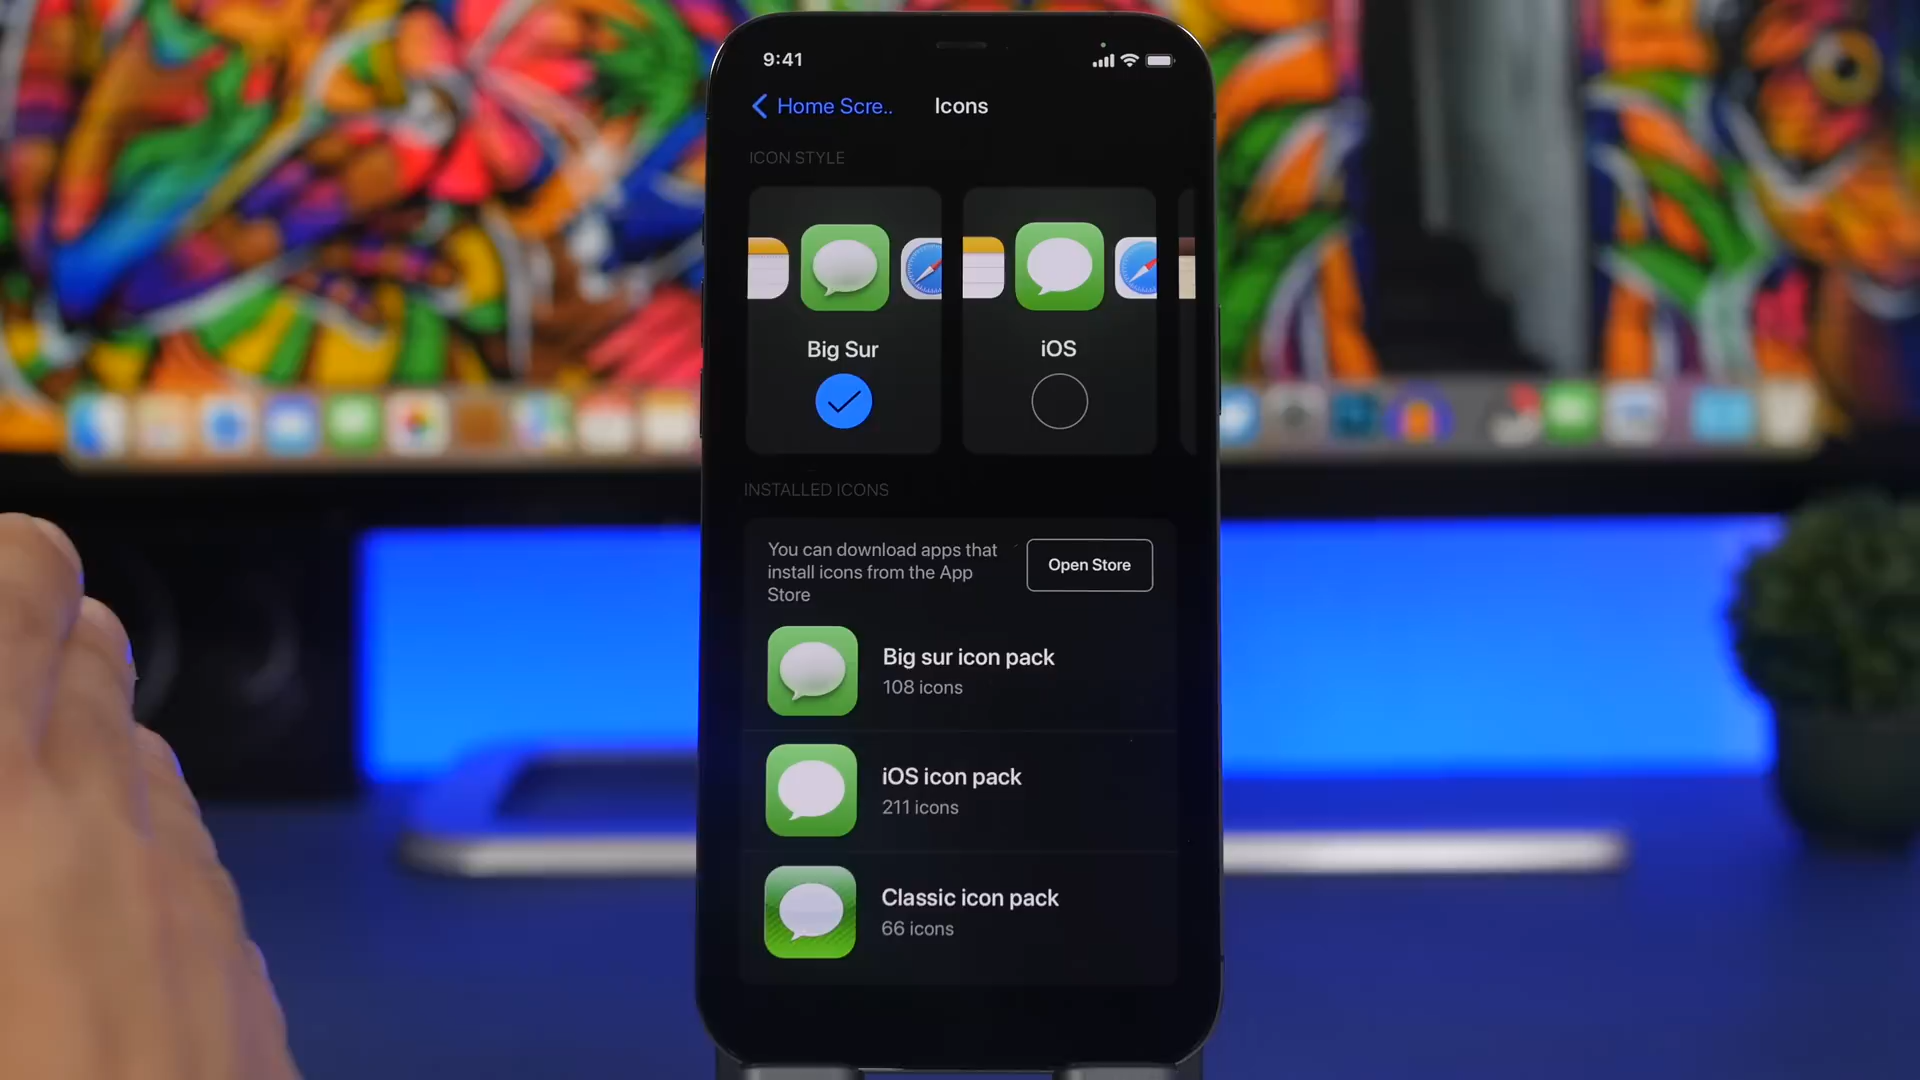 9:41
Home Scre..
Icons
ICON STYLE
Big Sur
iOS
INSTALLED ICONS
You can download apps that
install icons from the App
Store
Open Store
Big sur icon pack
108 icons
iOS icon pack
211 icons
Classic icon pack
66 icons